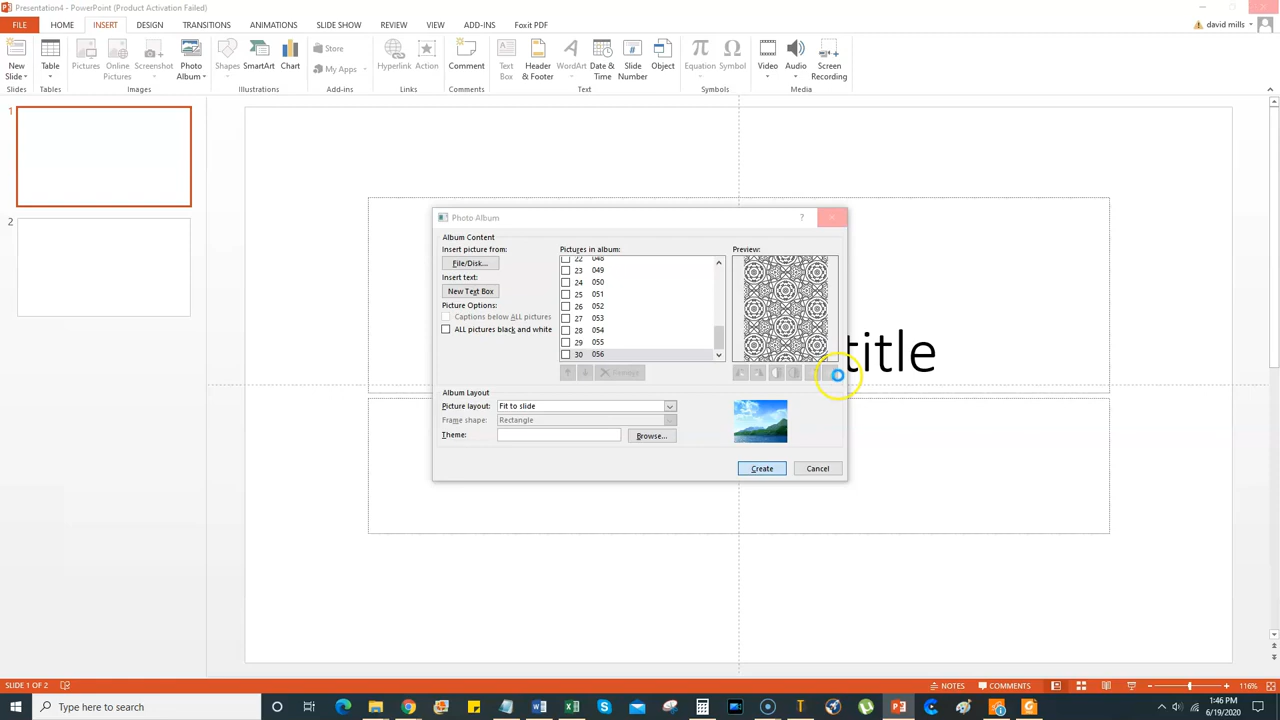 Presentation4 - PowerPoint (Product Activation Failed)
FILE HOME INSERT DESIGN TRANSITIONS ANIMATIONS SLIDE SHOW REVIEW VIEW ADD-INS Foxit PDF
david mills
New Slide
Table
Pictures
Online Pictures
Screenshot
Photo Album
Shapes
SmartArt
Chart
Store
My Apps
Hyperlink
Action
Comment
Text Box
Header & Footer
WordArt
Date & Time
Slide Number
Object
Equation
Symbol
Video
Audio
Screen Recording
Slides Tables Images Illustrations Add-ins Links Comments Text Symbols Media
1
2
title
Photo Album
?
Album Content
Insert picture from:
File/Disk...
Insert text:
New Text Box
Picture Options:
Captions below ALL pictures
ALL pictures black and white
Pictures in album:
22 048
23 049
24 050
25 051
26 052
27 053
28 054
29 055
30 056
Remove
Preview:
Album Layout
Picture layout: Fit to slide
Frame shape: Rectangle
Theme:
Browse...
Create
Cancel
SLIDE 1 OF 2
NOTES
COMMENTS
116%
Type here to search
1:46 PM
6/19/2020